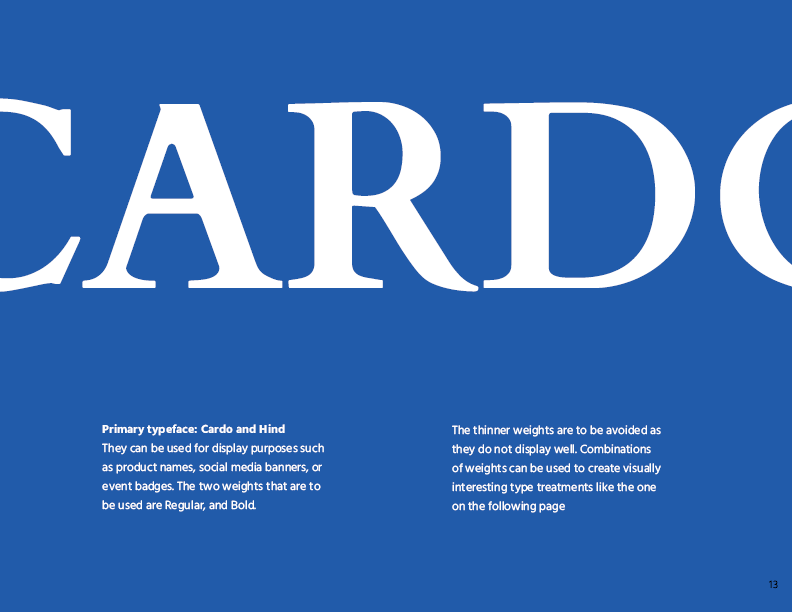 CARDO
Primary typeface: Cardo and Hind
They can be used for display purposes such
as product names, social media banners, or
event badges. The two weights that are to
be used are Regular, and Bold.
The thinner weights are to be avoided as
they do not display well. Combinations
of weights can be used to create visually
interesting type treatments like the one
on the following page
13